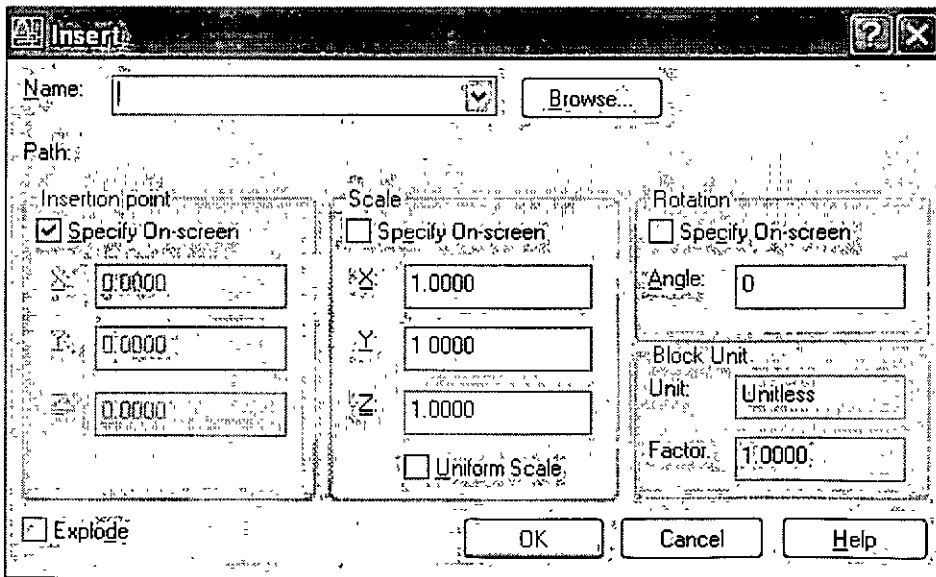 Insert
Name:
Browse...
Path:
Insertion point
Specify On-screen
X: 0.0000
Y: 0.0000
Z: 0.0000
Scale
Specify On-screen
X: 1.0000
Y: 1.0000
Z: 1.0000
Uniform Scale
Rotation
Specify On-screen
Angle: 0
Block Unit
Unit: Unitless
Factor: 1.0000
Explode
OK
Cancel
Help